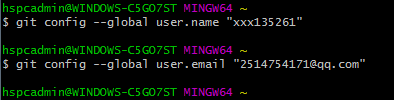 hspcadmin@WINDOWS-C5GO7ST MINGW64 ~
$ git config --global user.name "xxx135261"
hspcadmin@WINDOWS-C5GO7ST MINGW64 ~
$ git config --global user.email "2514754171@qq.com"
hspcadmin@WINDOWS-C5GO7ST MINGW64 ~